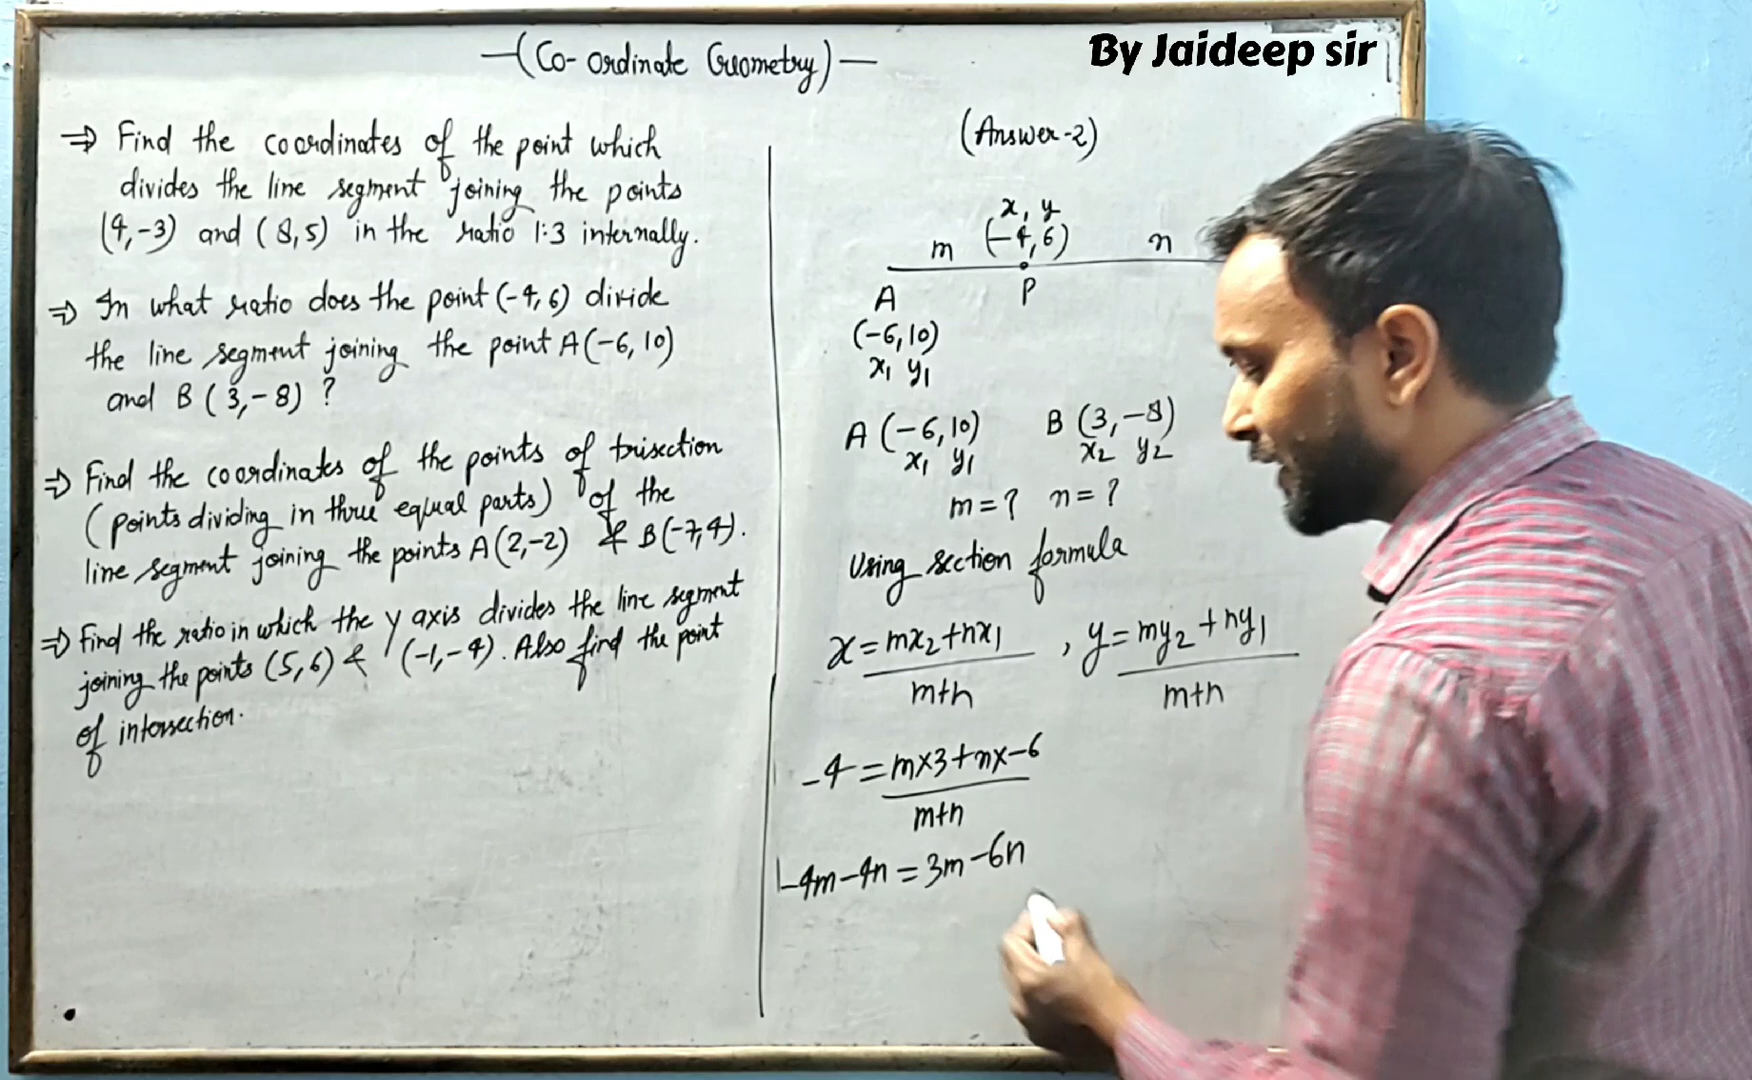 —(Co-ordinate Geometry)—
By Jaideep sir
⇒ Find the coordinates of the point which
divides the line segment joining the points
(4,-3) and (8,5) in the ratio 1:3 internally.
⇒ In what ratio does the point (-4,6) divide
the line segment joining the point A(-6,10)
and B(3,-8) ?
⇒ Find the coordinates of the points of trisection
(points dividing in three equal parts) of the
line segment joining the points A(2,-2) & B(-7,4).
⇒ Find the ratio in which the y axis divides the line segment
joining the points (5,6) & (-1,-4). Also find the point
of intersection.
(Answer-2)
x, y
m (-4,6) n
A P
(-6,10)
x₁ y₁
A(-6,10) B(3,-8)
x₁ y₁ x₂ y₂
m=? n=?
Using section formula
x = mx₂+nx₁ , y = my₂+ny₁
m+n m+n
-4 = m×3+n×-6
m+n
-4m-4n = 3m-6n